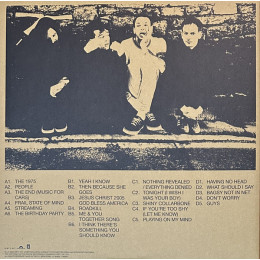 A1. THE 1975
A2. PEOPLE
A3. THE END (MUSIC FOR
CARS)
A4. FRAIL STATE OF MIND
A5. STREAMING
A6. THE BIRTHDAY PARTY
B1. YEAH I KNOW
B2. THEN BECAUSE SHE
GOES
B3. JESUS CHRIST 2005
GOD BLESS AMERICA
B4. ROADKILL
B5. ME & YOU
TOGETHER SONG
B6. I THINK THERE'S
SOMETHING YOU
SHOULD KNOW
C1. NOTHING REVEALED
/ EVERYTHING DENIED
C2. TONIGHT (I WISH I
WAS YOUR BOY)
C3. SHINY COLLARBONE
C4. IF YOU'RE TOO SHY
(LET ME KNOW)
C5. PLAYING ON MY MIND
D1. HAVING NO HEAD
D2. WHAT SHOULD I SAY
D3. BAGSY NOT IN NET
D4. DON'T WORRY
D5. GUYS